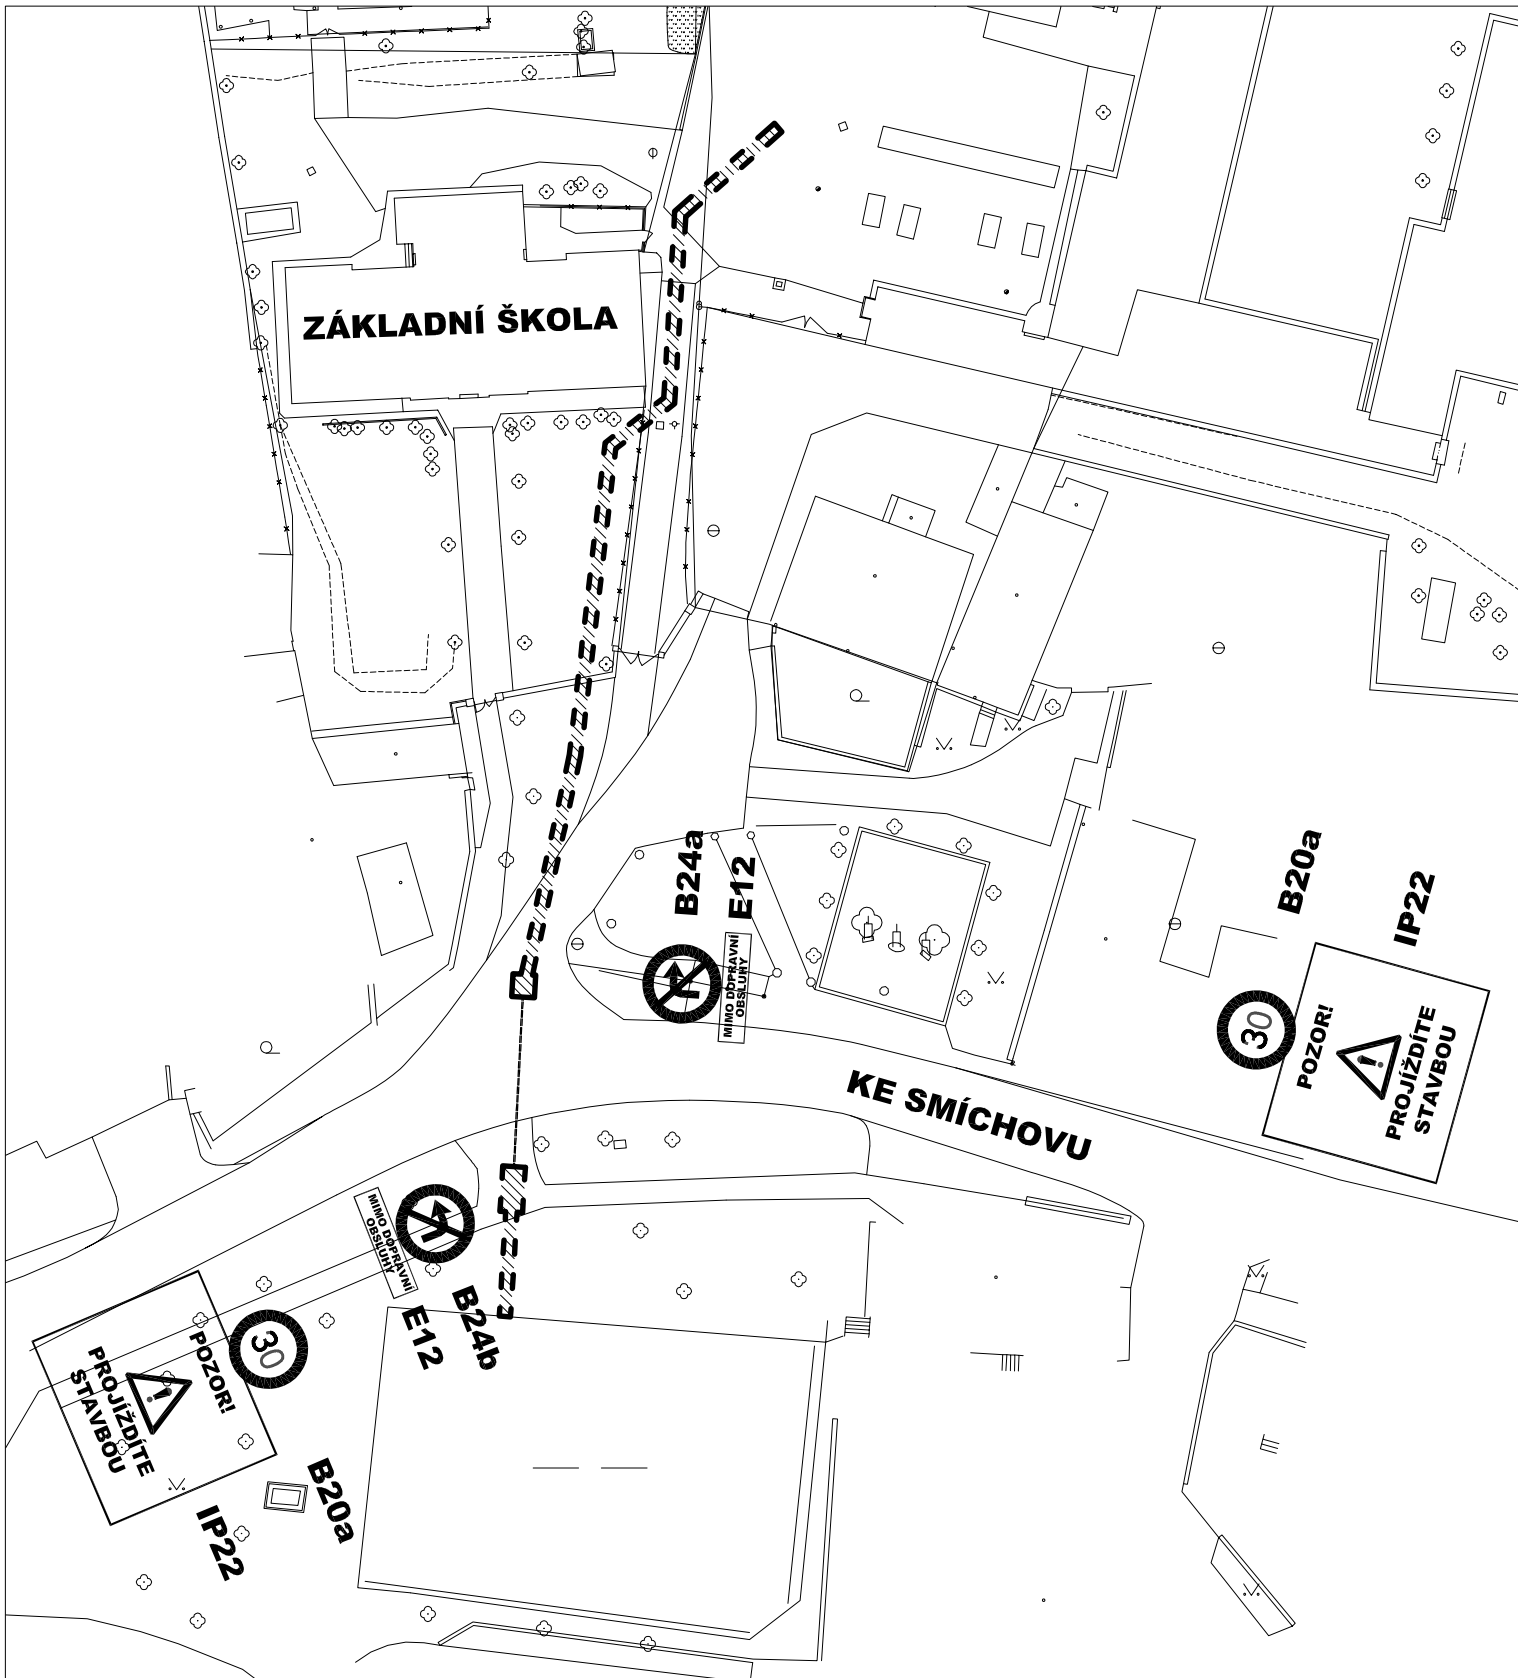 ZÁKLADNÍ ŠKOLA
B24a
E12
MIMO DOPRAVNÍ
OBSLUHY
B20a
IP22
30
POZOR!
PROJÍŽDÍTE
STAVBOU
KE SMÍCHOVU
MIMO DOPRAVNÍ
OBSLUHY
E12
B24b
30
POZOR!
PROJÍŽDÍTE
STAVBOU
B20a
IP22